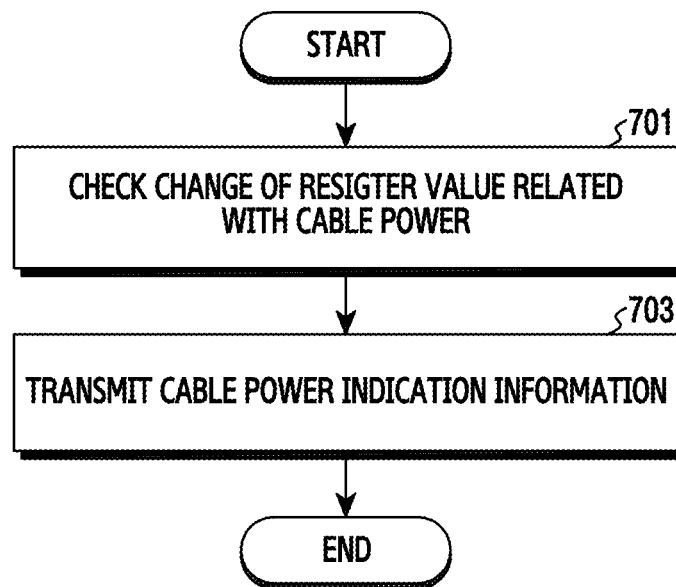 START
701
CHECK CHANGE OF RESIGTER VALUE RELATED
WITH CABLE POWER
703
TRANSMIT CABLE POWER INDICATION INFORMATION
END